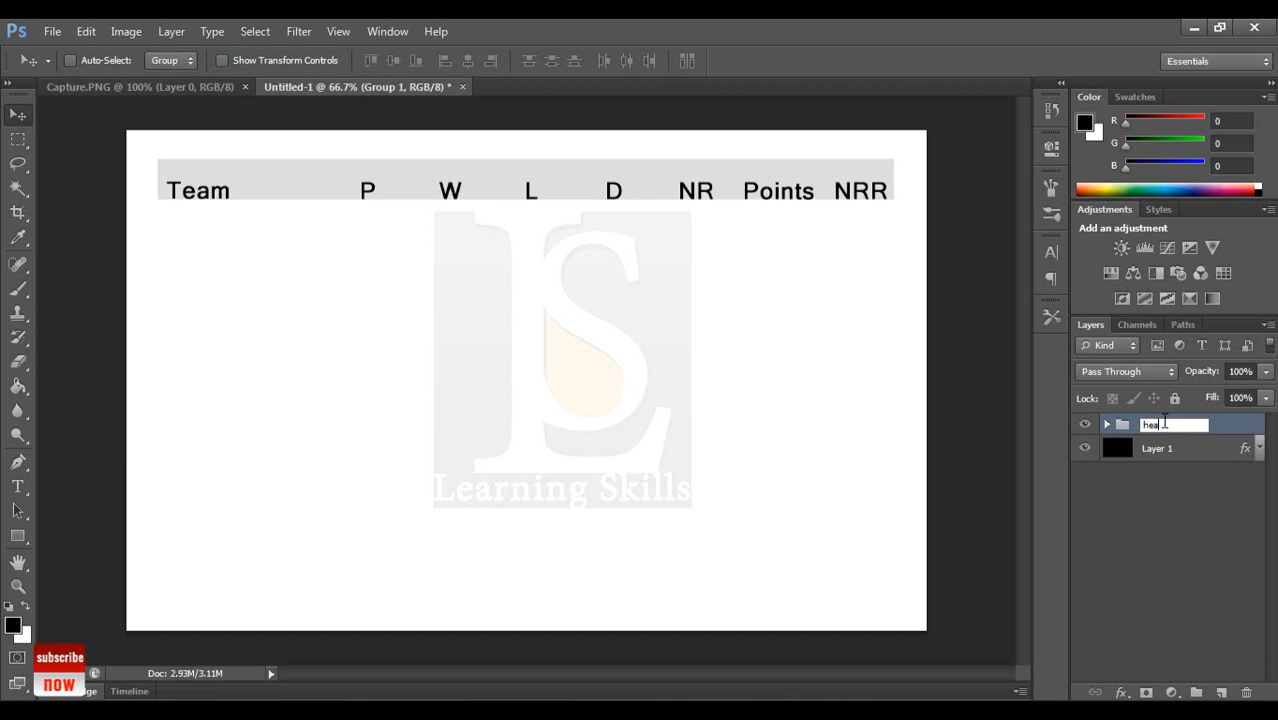 Ps File Edit Image Layer Type Select Filter View Window Help
Auto-Select: Group Show Transform Controls Essentials
Capture.PNG @ 100% (Layer 0, RGB/8) × Untitled-1 @ 66.7% (Group 1, RGB/8) * ×
Color Swatches
R 0
G 0
B 0
Adjustments Styles
Add an adjustment
Team P W L D NR Points NRR
LS
Learning Skills
Layers Channels Paths
Kind
Pass Through Opacity: 100%
Lock: Fill: 100%
hea
Layer 1 fx
subscribe
now
Doc: 2.93M/3.11M
Timeline